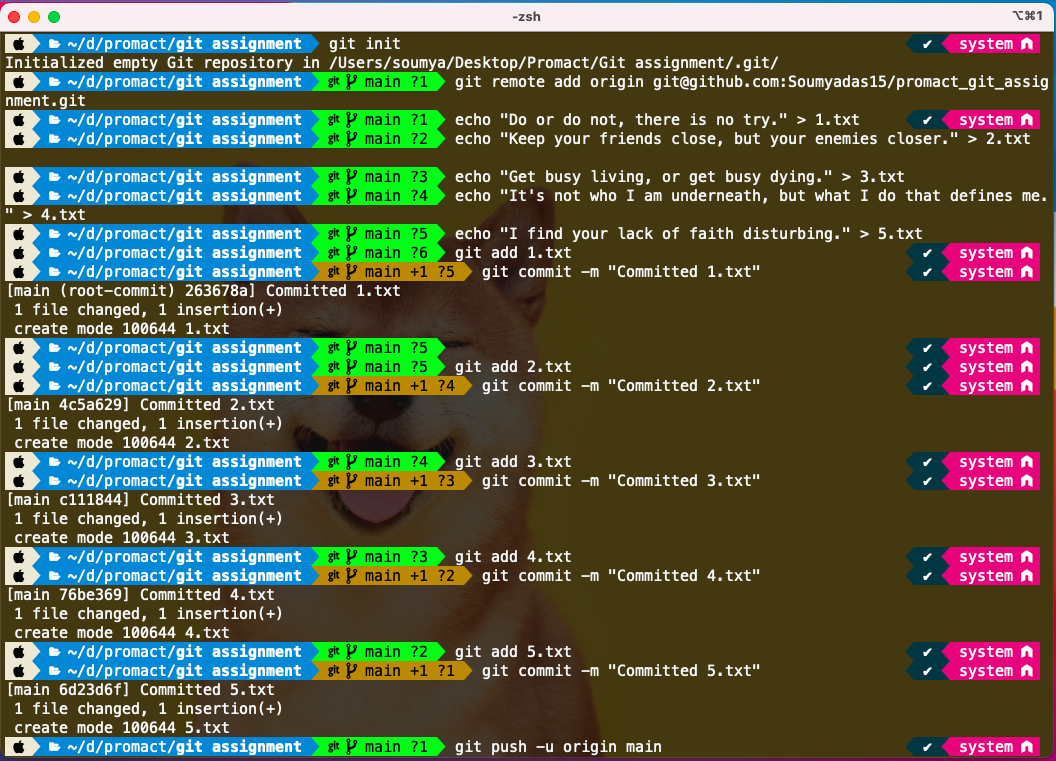 -zsh
⌥⌘1
~/d/promact/git assignment git init ✔ system
Initialized empty Git repository in /Users/soumya/Desktop/Promact/Git assignment/.git/
~/d/promact/git assignment git main ?1 git remote add origin git@github.com:Soumyadas15/promact_git_assig
nment.git
~/d/promact/git assignment git main ?1 echo "Do or do not, there is no try." > 1.txt ✔ system
~/d/promact/git assignment git main ?2 echo "Keep your friends close, but your enemies closer." > 2.txt
~/d/promact/git assignment git main ?3 echo "Get busy living, or get busy dying." > 3.txt
~/d/promact/git assignment git main ?4 echo "It's not who I am underneath, but what I do that defines me.
" > 4.txt
~/d/promact/git assignment git main ?5 echo "I find your lack of faith disturbing." > 5.txt
~/d/promact/git assignment git main ?6 git add 1.txt ✔ system
~/d/promact/git assignment git main +1 ?5 git commit -m "Committed 1.txt" ✔ system
[main (root-commit) 263678a] Committed 1.txt
1 file changed, 1 insertion(+)
create mode 100644 1.txt
~/d/promact/git assignment git main ?5 ✔ system
~/d/promact/git assignment git main ?5 git add 2.txt ✔ system
~/d/promact/git assignment git main +1 ?4 git commit -m "Committed 2.txt" ✔ system
[main 4c5a629] Committed 2.txt
1 file changed, 1 insertion(+)
create mode 100644 2.txt
~/d/promact/git assignment git main ?4 git add 3.txt ✔ system
~/d/promact/git assignment git main +1 ?3 git commit -m "Committed 3.txt" ✔ system
[main c111844] Committed 3.txt
1 file changed, 1 insertion(+)
create mode 100644 3.txt
~/d/promact/git assignment git main ?3 git add 4.txt ✔ system
~/d/promact/git assignment git main +1 ?2 git commit -m "Committed 4.txt" ✔ system
[main 76be369] Committed 4.txt
1 file changed, 1 insertion(+)
create mode 100644 4.txt
~/d/promact/git assignment git main ?2 git add 5.txt ✔ system
~/d/promact/git assignment git main +1 ?1 git commit -m "Committed 5.txt" ✔ system
[main 6d23d6f] Committed 5.txt
1 file changed, 1 insertion(+)
create mode 100644 5.txt
~/d/promact/git assignment git main ?1 git push -u origin main ✔ system